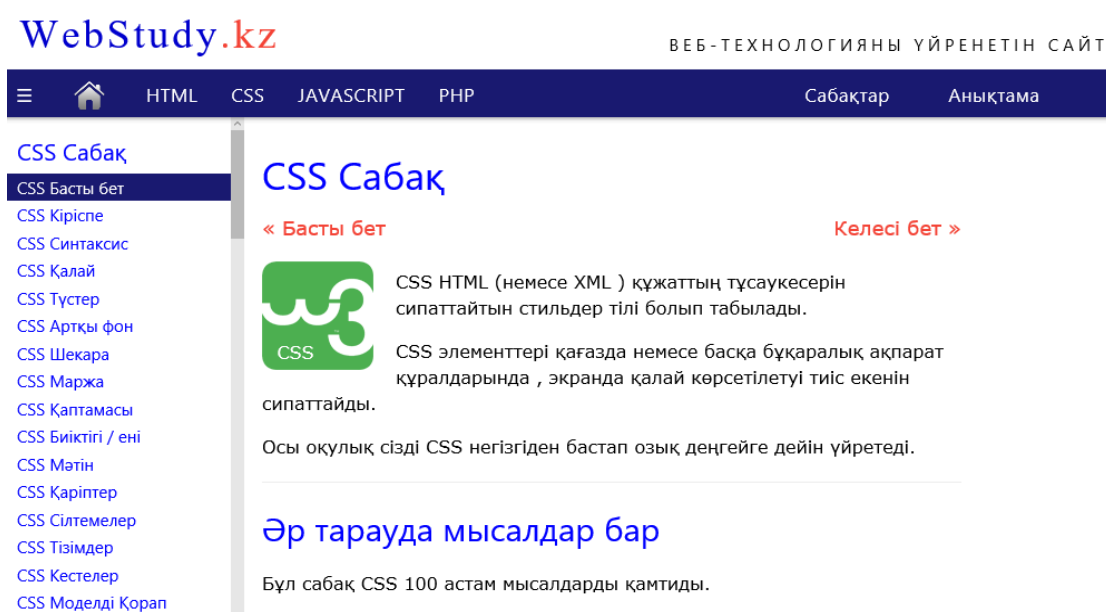 WebStudy.kz
ВЕБ-ТЕХНОЛОГИЯНЫ ҮЙРЕНЕТІН САЙТ
☰ HTML CSS JAVASCRIPT PHP Сабақтар Анықтама
CSS Сабақ
CSS Басты бет
CSS Кіріспе
CSS Синтаксис
CSS Қалай
CSS Түстер
CSS Артқы фон
CSS Шекара
CSS Маржа
CSS Қаптамасы
CSS Биіктігі / ені
CSS Мәтін
CSS Қаріптер
CSS Сілтемелер
CSS Тізімдер
CSS Кестелер
CSS Моделді Қорап
CSS Сабақ
« Басты бет Келесі бет »
w3
CSS
CSS HTML (немесе XML ) құжаттың тұсаукесерін
сипаттайтын стильдер тілі болып табылады.
CSS элементтері қағазда немесе басқа бұқаралық ақпарат
құралдарында , экранда қалай көрсетілетуі тиіс екенін
сипаттайды.
Осы оқулық сізді CSS негізгіден бастап озық деңгейге дейін үйретеді.
Әр тарауда мысалдар бар
Бұл сабақ CSS 100 астам мысалдарды қамтиды.